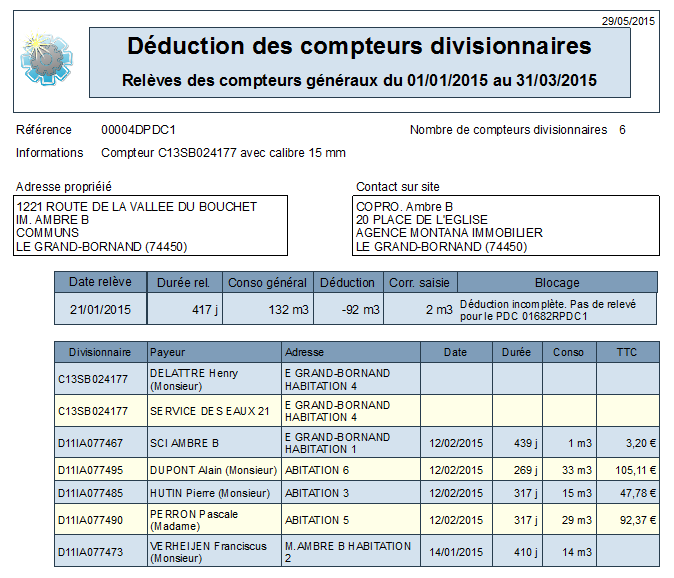 29/05/2015
Déduction des compteurs divisionnaires
Relèves des compteurs généraux du 01/01/2015 au 31/03/2015
Référence 00004DPDC1 Nombre de compteurs divisionnaires 6
Informations Compteur C13SB024177 avec calibre 15 mm
Adresse propriéié Contact sur site
1221 ROUTE DE LA VALLEE DU BOUCHET COPRO. Ambre B
IM. AMBRE B 20 PLACE DE L'EGLISE
COMMUNS AGENCE MONTANA IMMOBILIER
LE GRAND-BORNAND (74450) LE GRAND-BORNAND (74450)
Date relève Durée rel. Conso général Déduction Corr. saisie Blocage
21/01/2015 417 j 132 m3 -92 m3 2 m3 Déduction incomplète. Pas de relevé
pour le PDC 01682RPDC1
Divisionnaire Payeur Adresse Date Durée Conso TTC
C13SB024177 DELATTRE Henry E GRAND-BORNAND
(Monsieur) HABITATION 4
C13SB024177 SERVICE DES EAUX 21 E GRAND-BORNAND
HABITATION 4
D11IA077467 SCI AMBRE B E GRAND-BORNAND 12/02/2015 439 j 1 m3 3,20 €
HABITATION 1
D11IA077495 DUPONT Alain (Monsieur) ABITATION 6 12/02/2015 269 j 33 m3 105,11 €
D11IA077485 HUTIN Pierre (Monsieur) ABITATION 3 12/02/2015 317 j 15 m3 47,78 €
D11IA077490 PERRON Pascale ABITATION 5 12/02/2015 317 j 29 m3 92,37 €
(Madame)
D11IA077473 VERHEIJEN Franciscus M.AMBRE B HABITATION 14/01/2015 410 j 14 m3
(Monsieur) 2